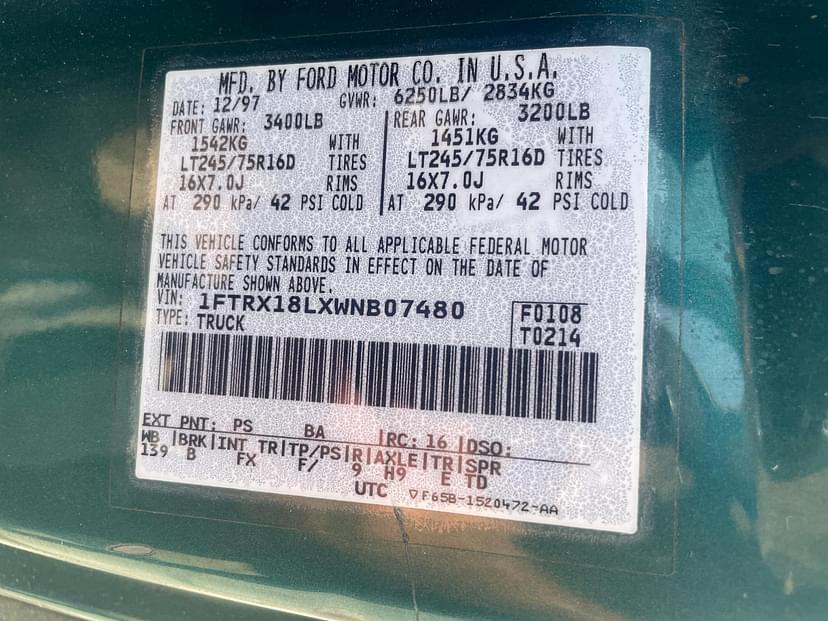 MFD. BY FORD MOTOR CO. IN U.S.A.
DATE: 12/97 GVWR: 6250LB/ 2834KG
FRONT GAWR: 3400LB REAR GAWR: 3200LB
1542KG WITH 1451KG WITH
LT245/75R16D TIRES LT245/75R16D TIRES
16X7.0J RIMS 16X7.0J RIMS
AT 290 kPa/ 42 PSI COLD AT 290 kPa/ 42 PSI COLD
THIS VEHICLE CONFORMS TO ALL APPLICABLE FEDERAL MOTOR
VEHICLE SAFETY STANDARDS IN EFFECT ON THE DATE OF
MANUFACTURE SHOWN ABOVE.
VIN: 1FTRX18LXWNB07480 F0108
TYPE: TRUCK T0214
EXT PNT: PS BA RC: 16 DSO:
WB BRK INT TR TP/PS R AXLE TR SPR
139 B FX F/ 9 H9 E TD
UTC F65B-1520472-AA